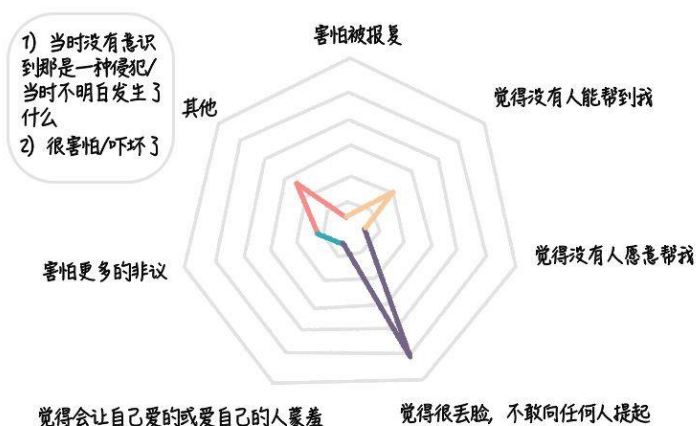 1) 当时没有意识
到那是一种侵犯/
当时不明白发生了
什么
2) 很害怕/吓坏了
害怕被报复
觉得没有人能帮到我
觉得没有人愿意帮我
觉得很丢脸，不敢向任何人提起
觉得会让自己爱的或爱自己的人蒙羞
害怕更多的非议
其他